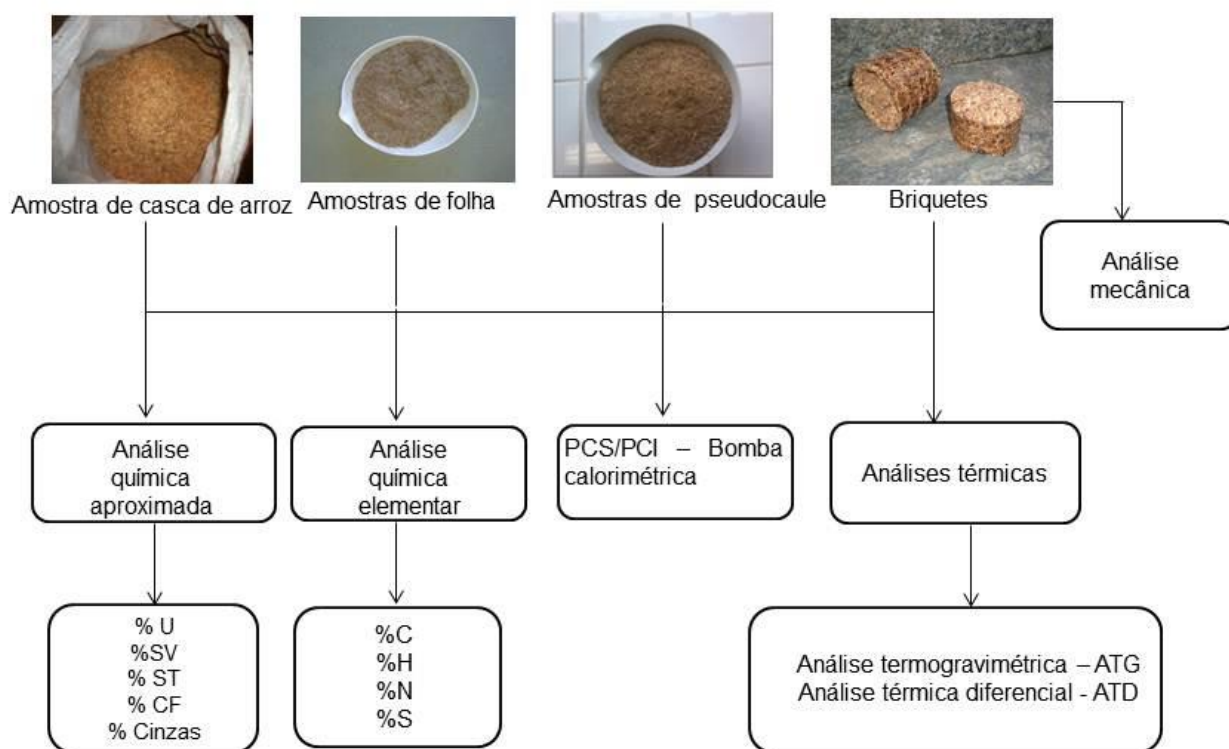 Amostra de casca de arroz
Amostras de folha
Amostras de pseudocaule
Briquetes
Análise
mecânica
Análise
química
aproximada
Análise
química
elementar
PCS/PCI – Bomba
calorimétrica
Análises térmicas
% U
%SV
% ST
% CF
% Cinzas
%C
%H
%N
%S
Análise termogravimétrica – ATG
Análise térmica diferencial - ATD